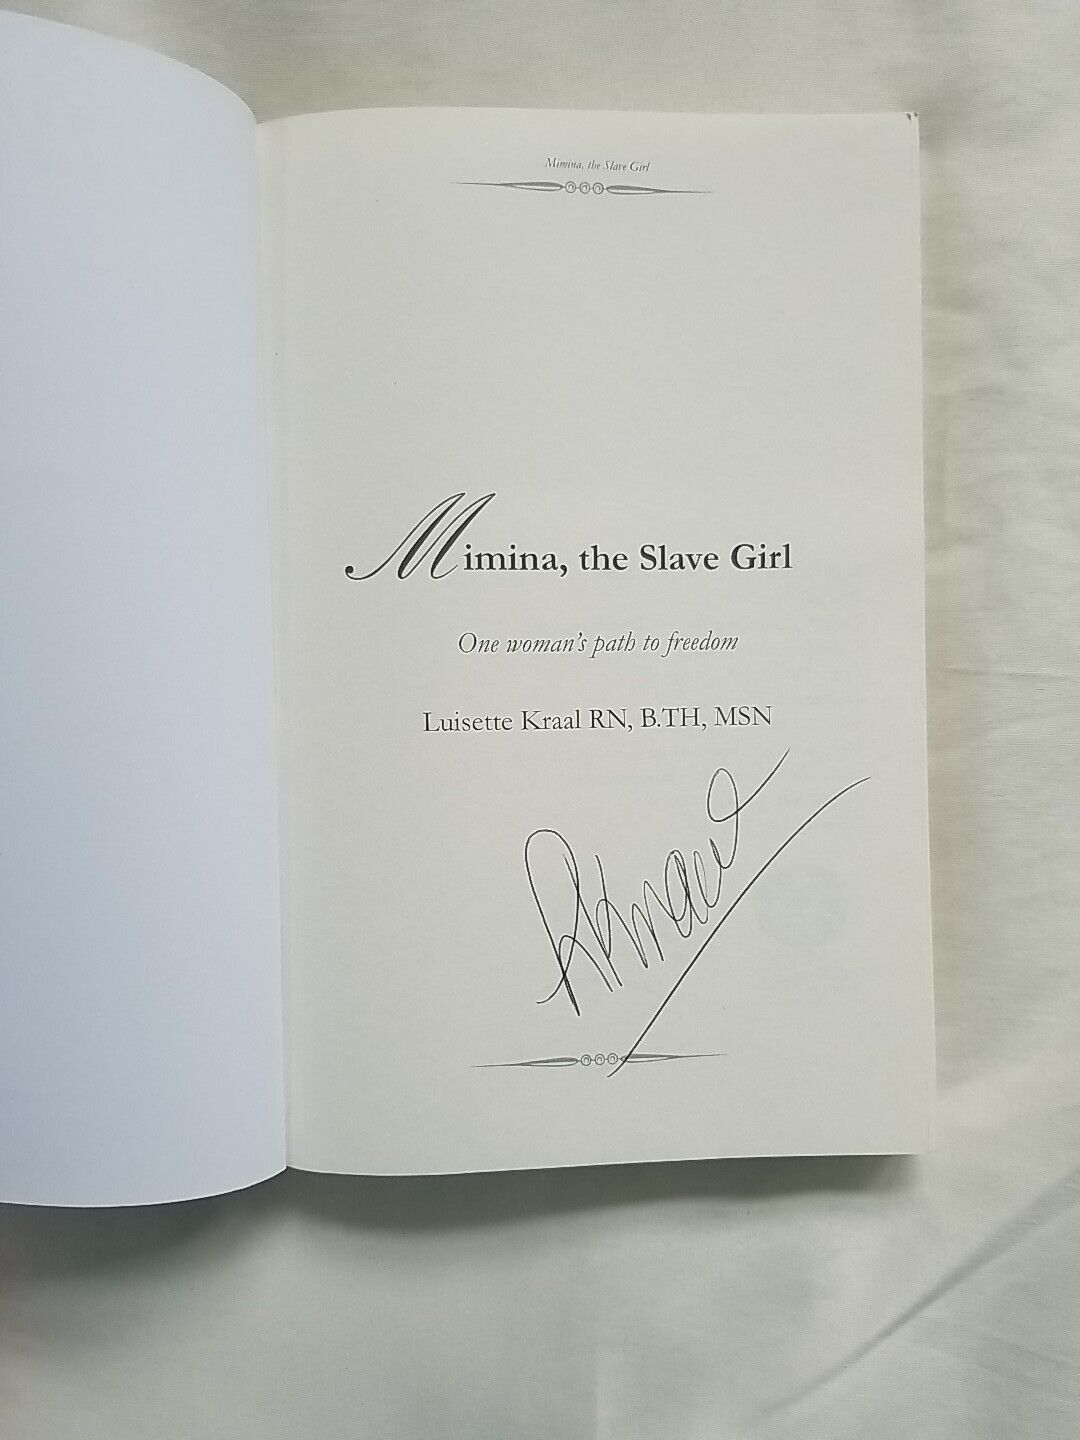 Mimina, the Slave Girl
Mimina, the Slave Girl
One woman's path to freedom
Luisette Kraal RN, B.TH, MSN